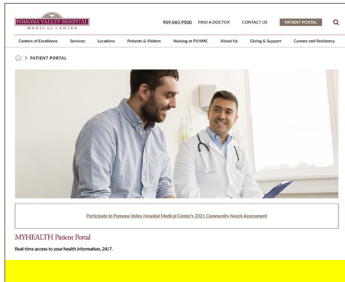 POMONA VALLEY HOSPITAL
MEDICAL CENTER
909.865.9500 FIND A DOCTOR CONTACT US PATIENT PORTAL
Centers of Excellence Services Locations Patients & Visitors Nursing at PVHMC About Us Giving & Support Careers and Residency
> PATIENT PORTAL
Participate in Pomona Valley Hospital Medical Center's 2021 Community Needs Assessment
MYHEALTH Patient Portal
Real-time access to your health information, 24/7.